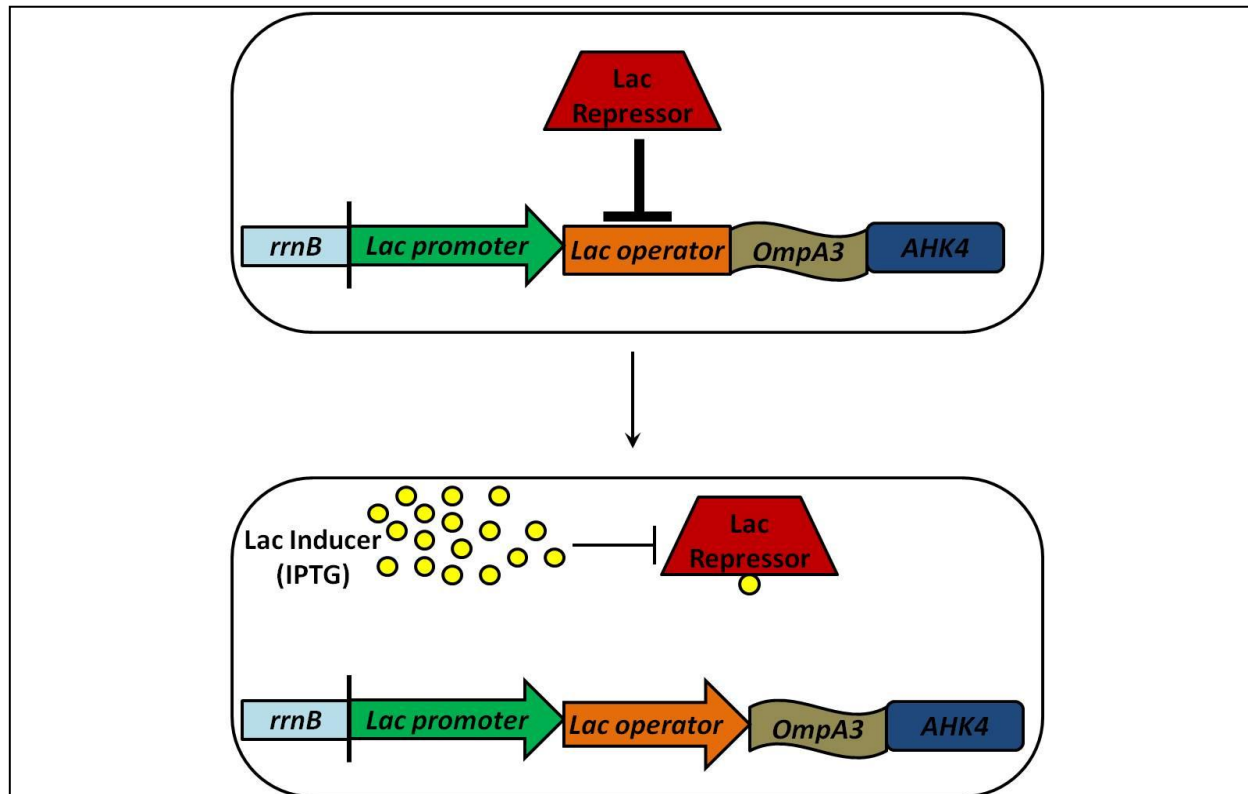 Lac
Repressor
rrnB
Lac promoter
Lac operator
OmpA3
AHK4
Lac Inducer
(IPTG)
Lac
Repressor
rrnB
Lac promoter
Lac operator
OmpA3
AHK4